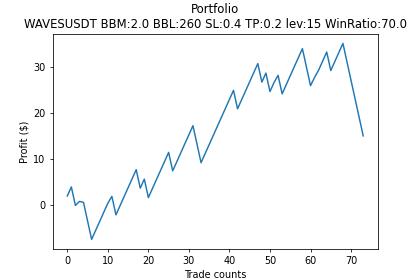 Portfolio
WAVESUSDT BBM:2.0 BBL:260 SL:0.4 TP:0.2 lev:15 WinRatio:70.0
Profit ($)
30
20
10
0
0 10 20 30 40 50 60 70
Trade counts